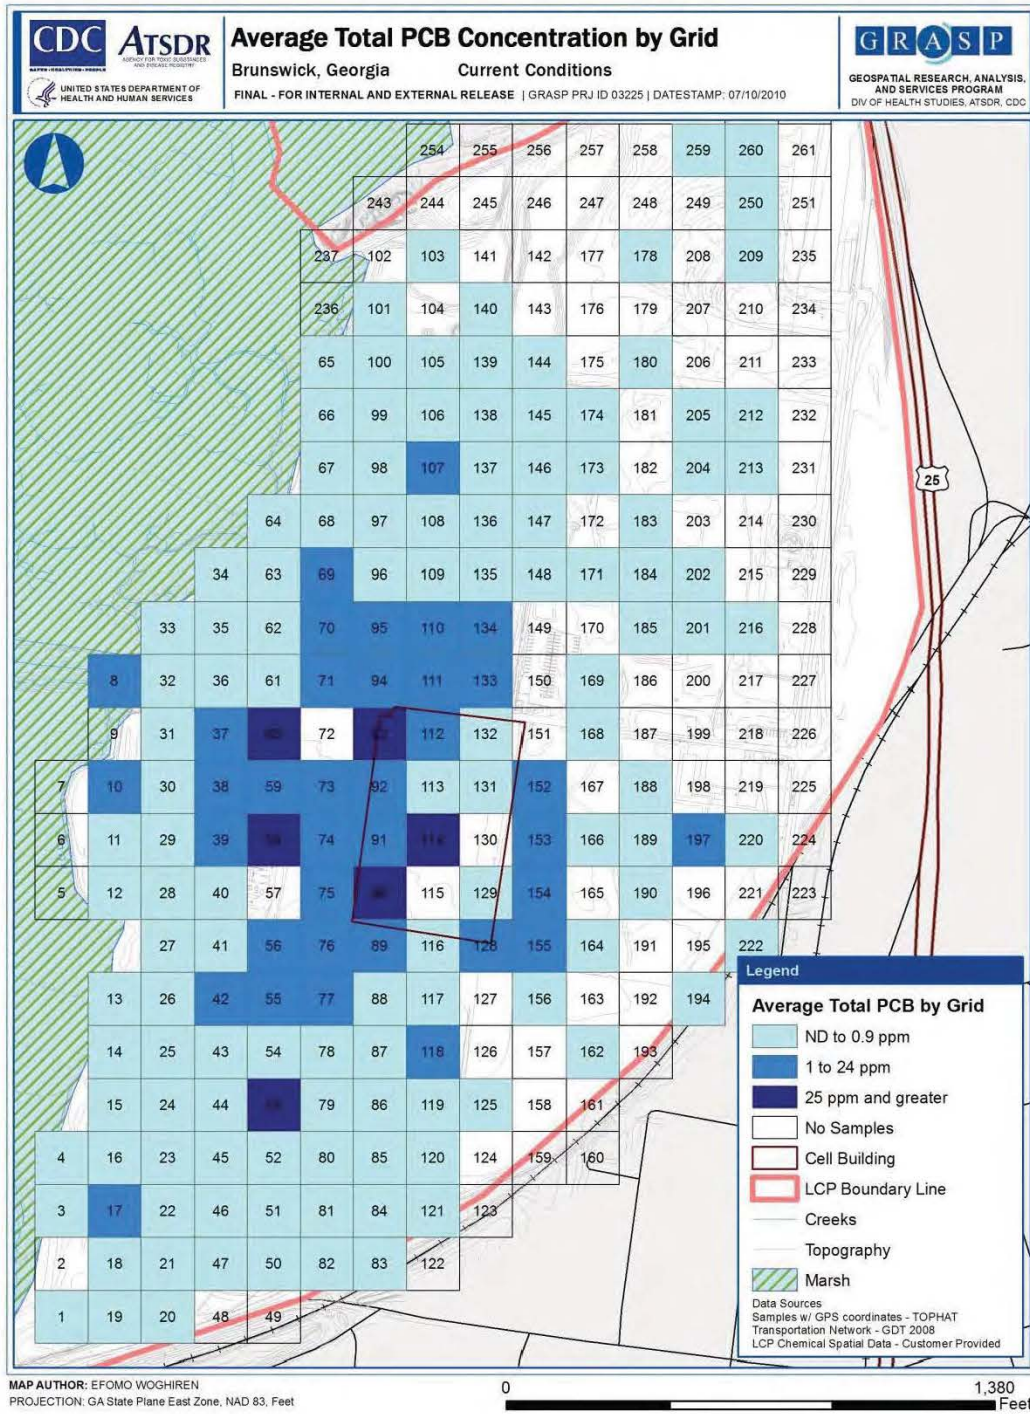 CDC
ATSDR
AGENCY FOR TOXIC SUBSTANCES
AND DISEASE REGISTRY
SAFER • HEALTHIER • PEOPLE
UNITED STATES DEPARTMENT OF
HEALTH AND HUMAN SERVICES
Average Total PCB Concentration by Grid
Brunswick, Georgia Current Conditions
FINAL - FOR INTERNAL AND EXTERNAL RELEASE | GRASP PRJ ID 03225 | DATESTAMP: 07/10/2010
GRASP
GEOSPATIAL RESEARCH, ANALYSIS,
AND SERVICES PROGRAM
DIV OF HEALTH STUDIES, ATSDR, CDC
254 255 256 257 258 259 260 261
243 244 245 246 247 248 249 250 251
237 102 103 141 142 177 178 208 209 235
236 101 104 140 143 176 179 207 210 234
65 100 105 139 144 175 180 206 211 233
66 99 106 138 145 174 181 205 212 232
67 98 107 137 146 173 182 204 213 231
25
64 68 97 108 136 147 172 183 203 214 230
34 63 69 96 109 135 148 171 184 202 215 229
33 35 62 70 95 110 134 149 170 185 201 216 228
8 32 36 61 71 94 111 133 150 169 186 200 217 227
9 31 37 72 112 132 151 168 187 199 218 226
7 10 30 38 59 73 92 113 131 152 167 188 198 219 225
6 11 29 39 74 91 130 153 166 189 197 220 224
5 12 28 40 57 75 115 129 154 165 190 196 221 223
27 41 56 76 89 116 128 155 164 191 195 222
13 26 42 55 77 88 117 127 156 163 192 194
14 25 43 54 78 87 118 126 157 162 193
15 24 44 79 86 119 125 158 161
4 16 23 45 52 80 85 120 124 159 160
3 17 22 46 51 81 84 121 123
2 18 21 47 50 82 83 122
1 19 20 48 49
Legend
Average Total PCB by Grid
ND to 0.9 ppm
1 to 24 ppm
25 ppm and greater
No Samples
Cell Building
LCP Boundary Line
Creeks
Topography
Marsh
Data Sources
Samples w/ GPS coordinates - TOPHAT
Transportation Network - GDT 2008
LCP Chemical Spatial Data - Customer Provided
MAP AUTHOR: EFOMO WOGHIREN
PROJECTION: GA State Plane East Zone, NAD 83, Feet
0 1,380
Feet